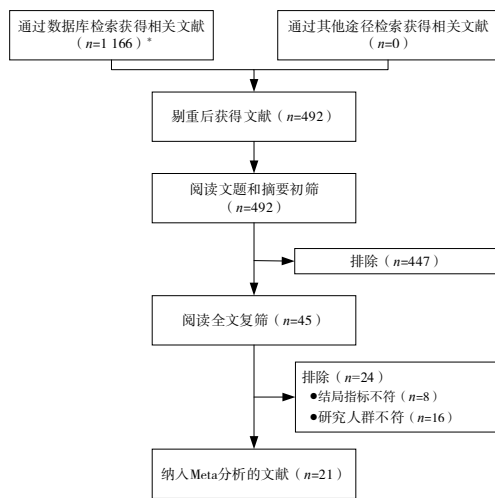 通过数据库检索获得相关文献
（n=1 166）*
通过其他途径检索获得相关文献
（n=0）
剔重后获得文献（n=492）
阅读文题和摘要初筛
（n=492）
排除（n=447）
阅读全文复筛（n=45）
排除（n=24）
●结局指标不符（n=8）
●研究人群不符（n=16）
纳入Meta分析的文献（n=21）